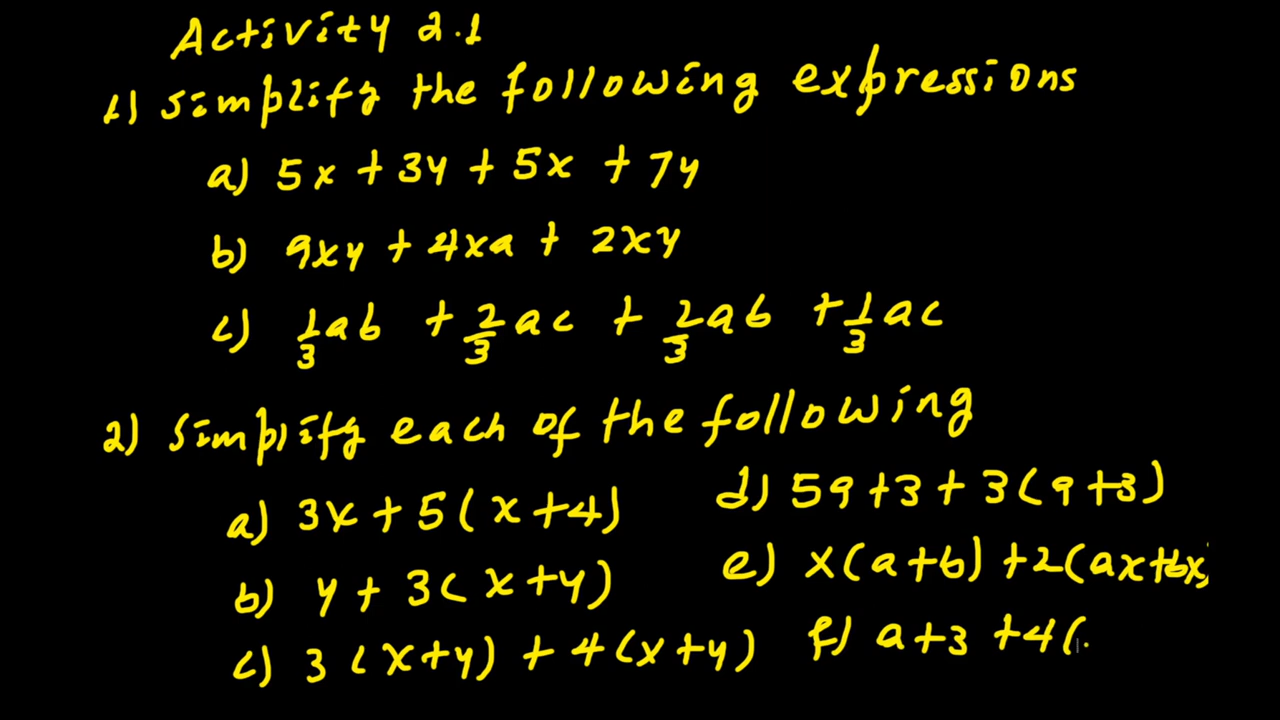 Activity 2.1
1) Simplify the following expressions
a) 5x + 3y + 5x + 7y
b) 9xy + 4xa + 2xy
c) 1/3 ab + 2/3 ac + 2/3 ab + 1/3 ac
2) Simplify each of the following
a) 3x + 5(x+4)
b) y + 3(x+y)
c) 3(x+y) + 4(x+y)
d) 59 + 3 + 3(9+3)
e) x(a+b) + 2(ax+bx)
f) a+3 +4(